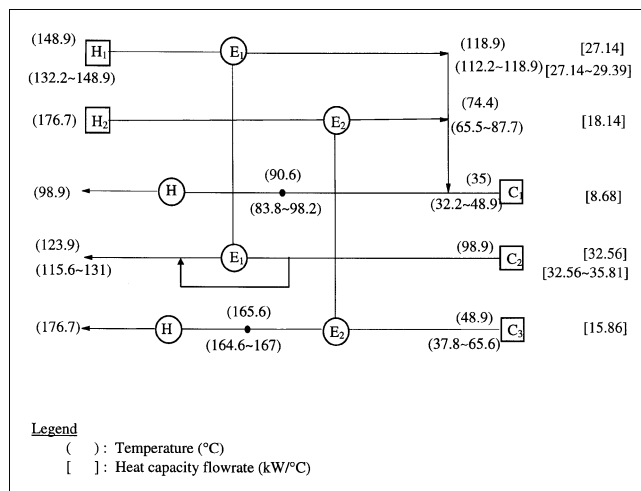 (148.9) H1 E1 (118.9) [27.14]
(132.2~148.9) (112.2~118.9) [27.14~29.39]
(74.4)
(176.7) H2 E2 (65.5~87.7) [18.14]
(90.6) (35)
(98.9) H C1 [8.68]
(83.8~98.2) (32.2~48.9)
(123.9) E1 (98.9) C2 [32.56]
(115.6~131) [32.56~35.81]
(165.6) (48.9)
(176.7) H E2 C3 [15.86]
(164.6~167) (37.8~65.6)
Legend
( ) : Temperature (°C)
[ ] : Heat capacity flowrate (kW/°C)